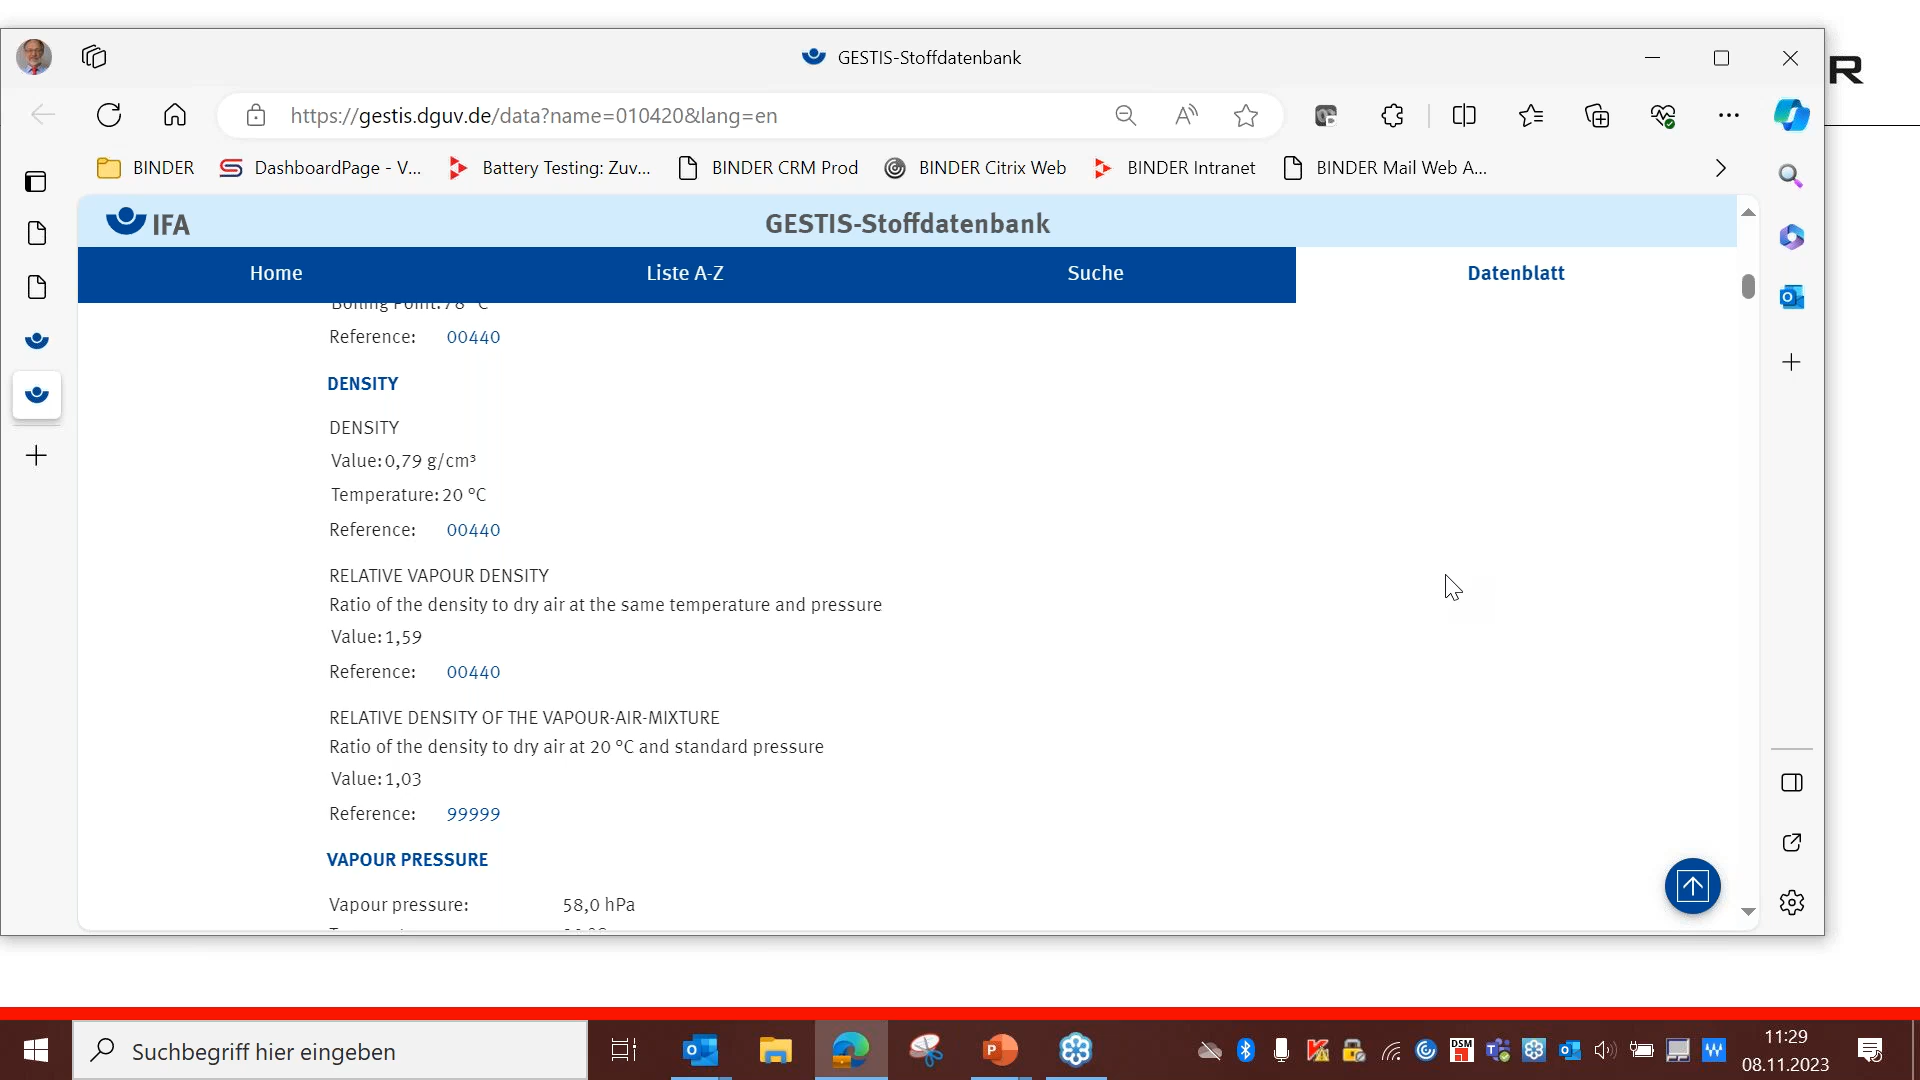 GESTIS-Stoffdatenbank
R
https://gestis.dguv.de/data?name=010420&lang=en
BINDER
DashboardPage - V...
Battery Testing: Zuv...
BINDER CRM Prod
BINDER Citrix Web
BINDER Intranet
BINDER Mail Web A...
IFA
GESTIS-Stoffdatenbank
Home
Liste A-Z
Suche
Datenblatt
Boiling Point: 78 °C
Reference: 00440
DENSITY
DENSITY
Value: 0,79 g/cm³
Temperature: 20 °C
Reference: 00440
RELATIVE VAPOUR DENSITY
Ratio of the density to dry air at the same temperature and pressure
Value: 1,59
Reference: 00440
RELATIVE DENSITY OF THE VAPOUR-AIR-MIXTURE
Ratio of the density to dry air at 20 °C and standard pressure
Value: 1,03
Reference: 99999
VAPOUR PRESSURE
Vapour pressure: 58,0 hPa
Suchbegriff hier eingeben
DSM
11:29
08.11.2023